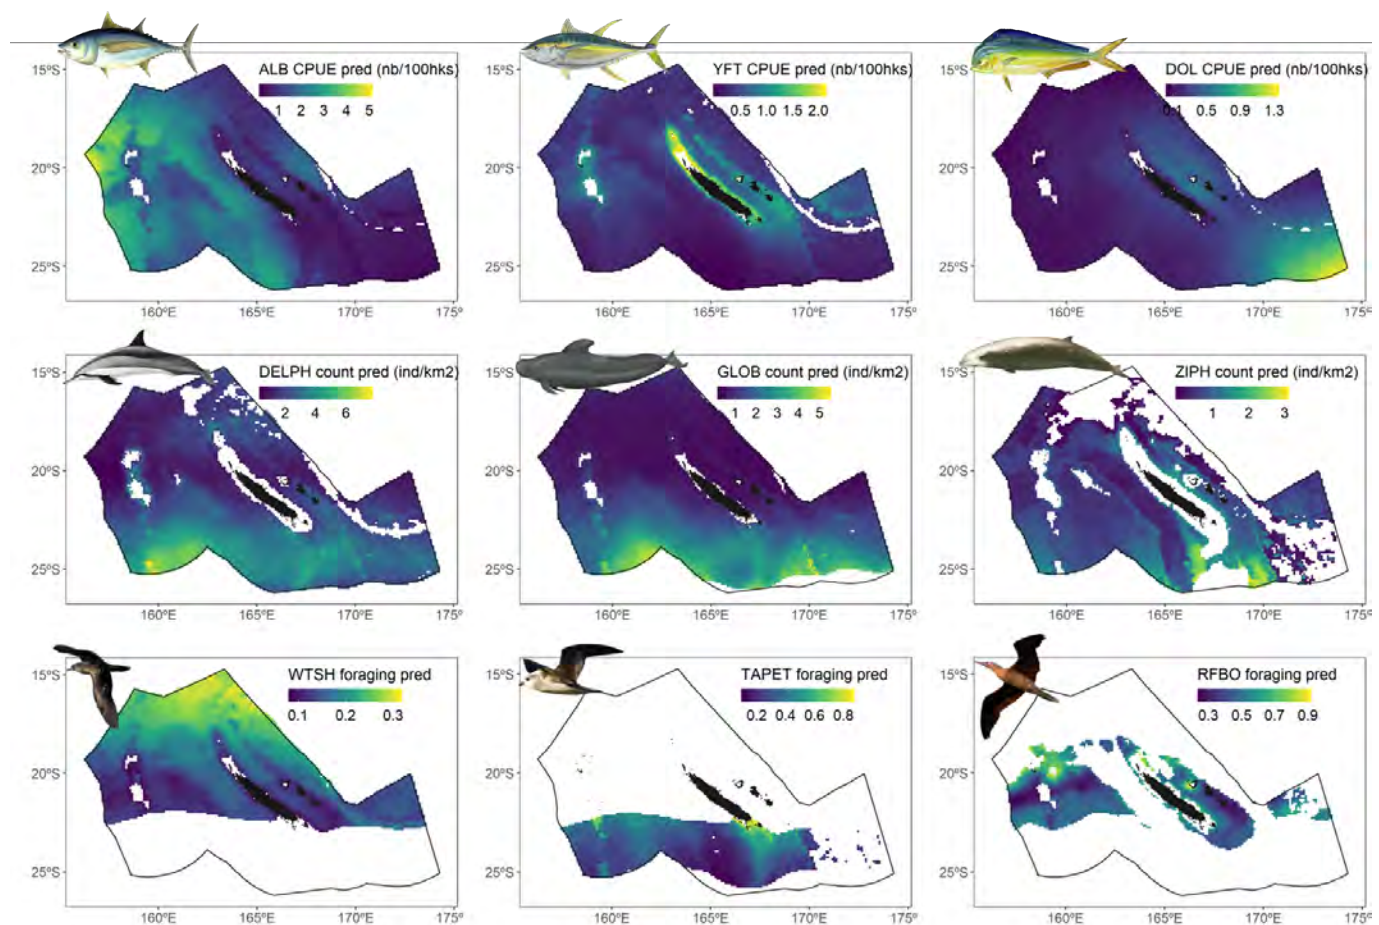 ALB CPUE pred (nb/100hks)
1 2 3 4 5
15°S
20°S
25°S
160°E 165°E 170°E 175°
YFT CPUE pred (nb/100hks)
0.5 1.0 1.5 2.0
15°S
20°S
25°S
160°E 165°E 170°E 175°
DOL CPUE pred (nb/100hks)
0.1 0.5 0.9 1.3
15°S
20°S
25°S
160°E 165°E 170°E 175°
DELPH count pred (ind/km2)
2 4 6
15°S
20°S
25°S
160°E 165°E 170°E 175°
GLOB count pred (ind/km2)
1 2 3 4 5
15°S
20°S
25°S
160°E 165°E 170°E 175°
ZIPH count pred (ind/km2)
1 2 3
15°S
20°S
25°S
160°E 165°E 170°E 175°
WTSH foraging pred
0.1 0.2 0.3
15°S
20°S
25°S
160°E 165°E 170°E 175°
TAPET foraging pred
0.2 0.4 0.6 0.8
15°S
20°S
25°S
160°E 165°E 170°E 175°
RFBO foraging pred
0.3 0.5 0.7 0.9
15°S
20°S
25°S
160°E 165°E 170°E 175°